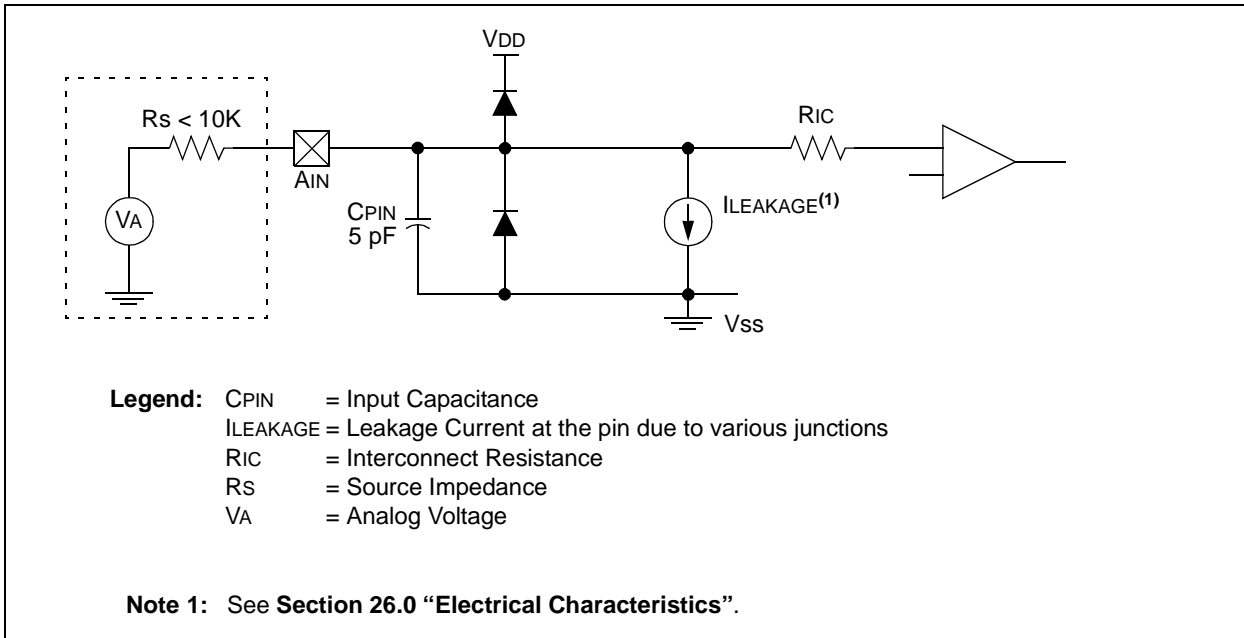 VDD
Rs < 10K
RIC
AIN
VA
CPIN
5 pF
ILEAKAGE(1)
Vss
Legend: CPIN = Input Capacitance
ILEAKAGE = Leakage Current at the pin due to various junctions
RIC = Interconnect Resistance
RS = Source Impedance
VA = Analog Voltage
Note 1: See Section 26.0 “Electrical Characteristics”.